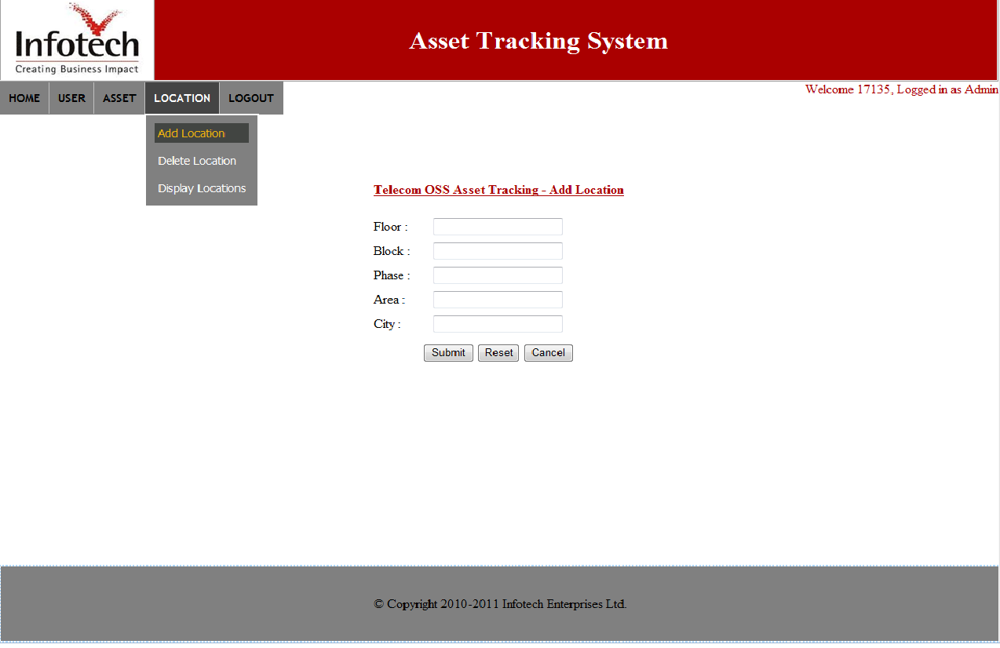 Infotech
Creating Business Impact
Asset Tracking System
HOME USER ASSET LOCATION LOGOUT
Welcome 17135, Logged in as Admin
Add Location
Delete Location
Display Locations
Telecom OSS Asset Tracking - Add Location
Floor :
Block :
Phase :
Area :
City :
Submit Reset Cancel
© Copyright 2010-2011 Infotech Enterprises Ltd.